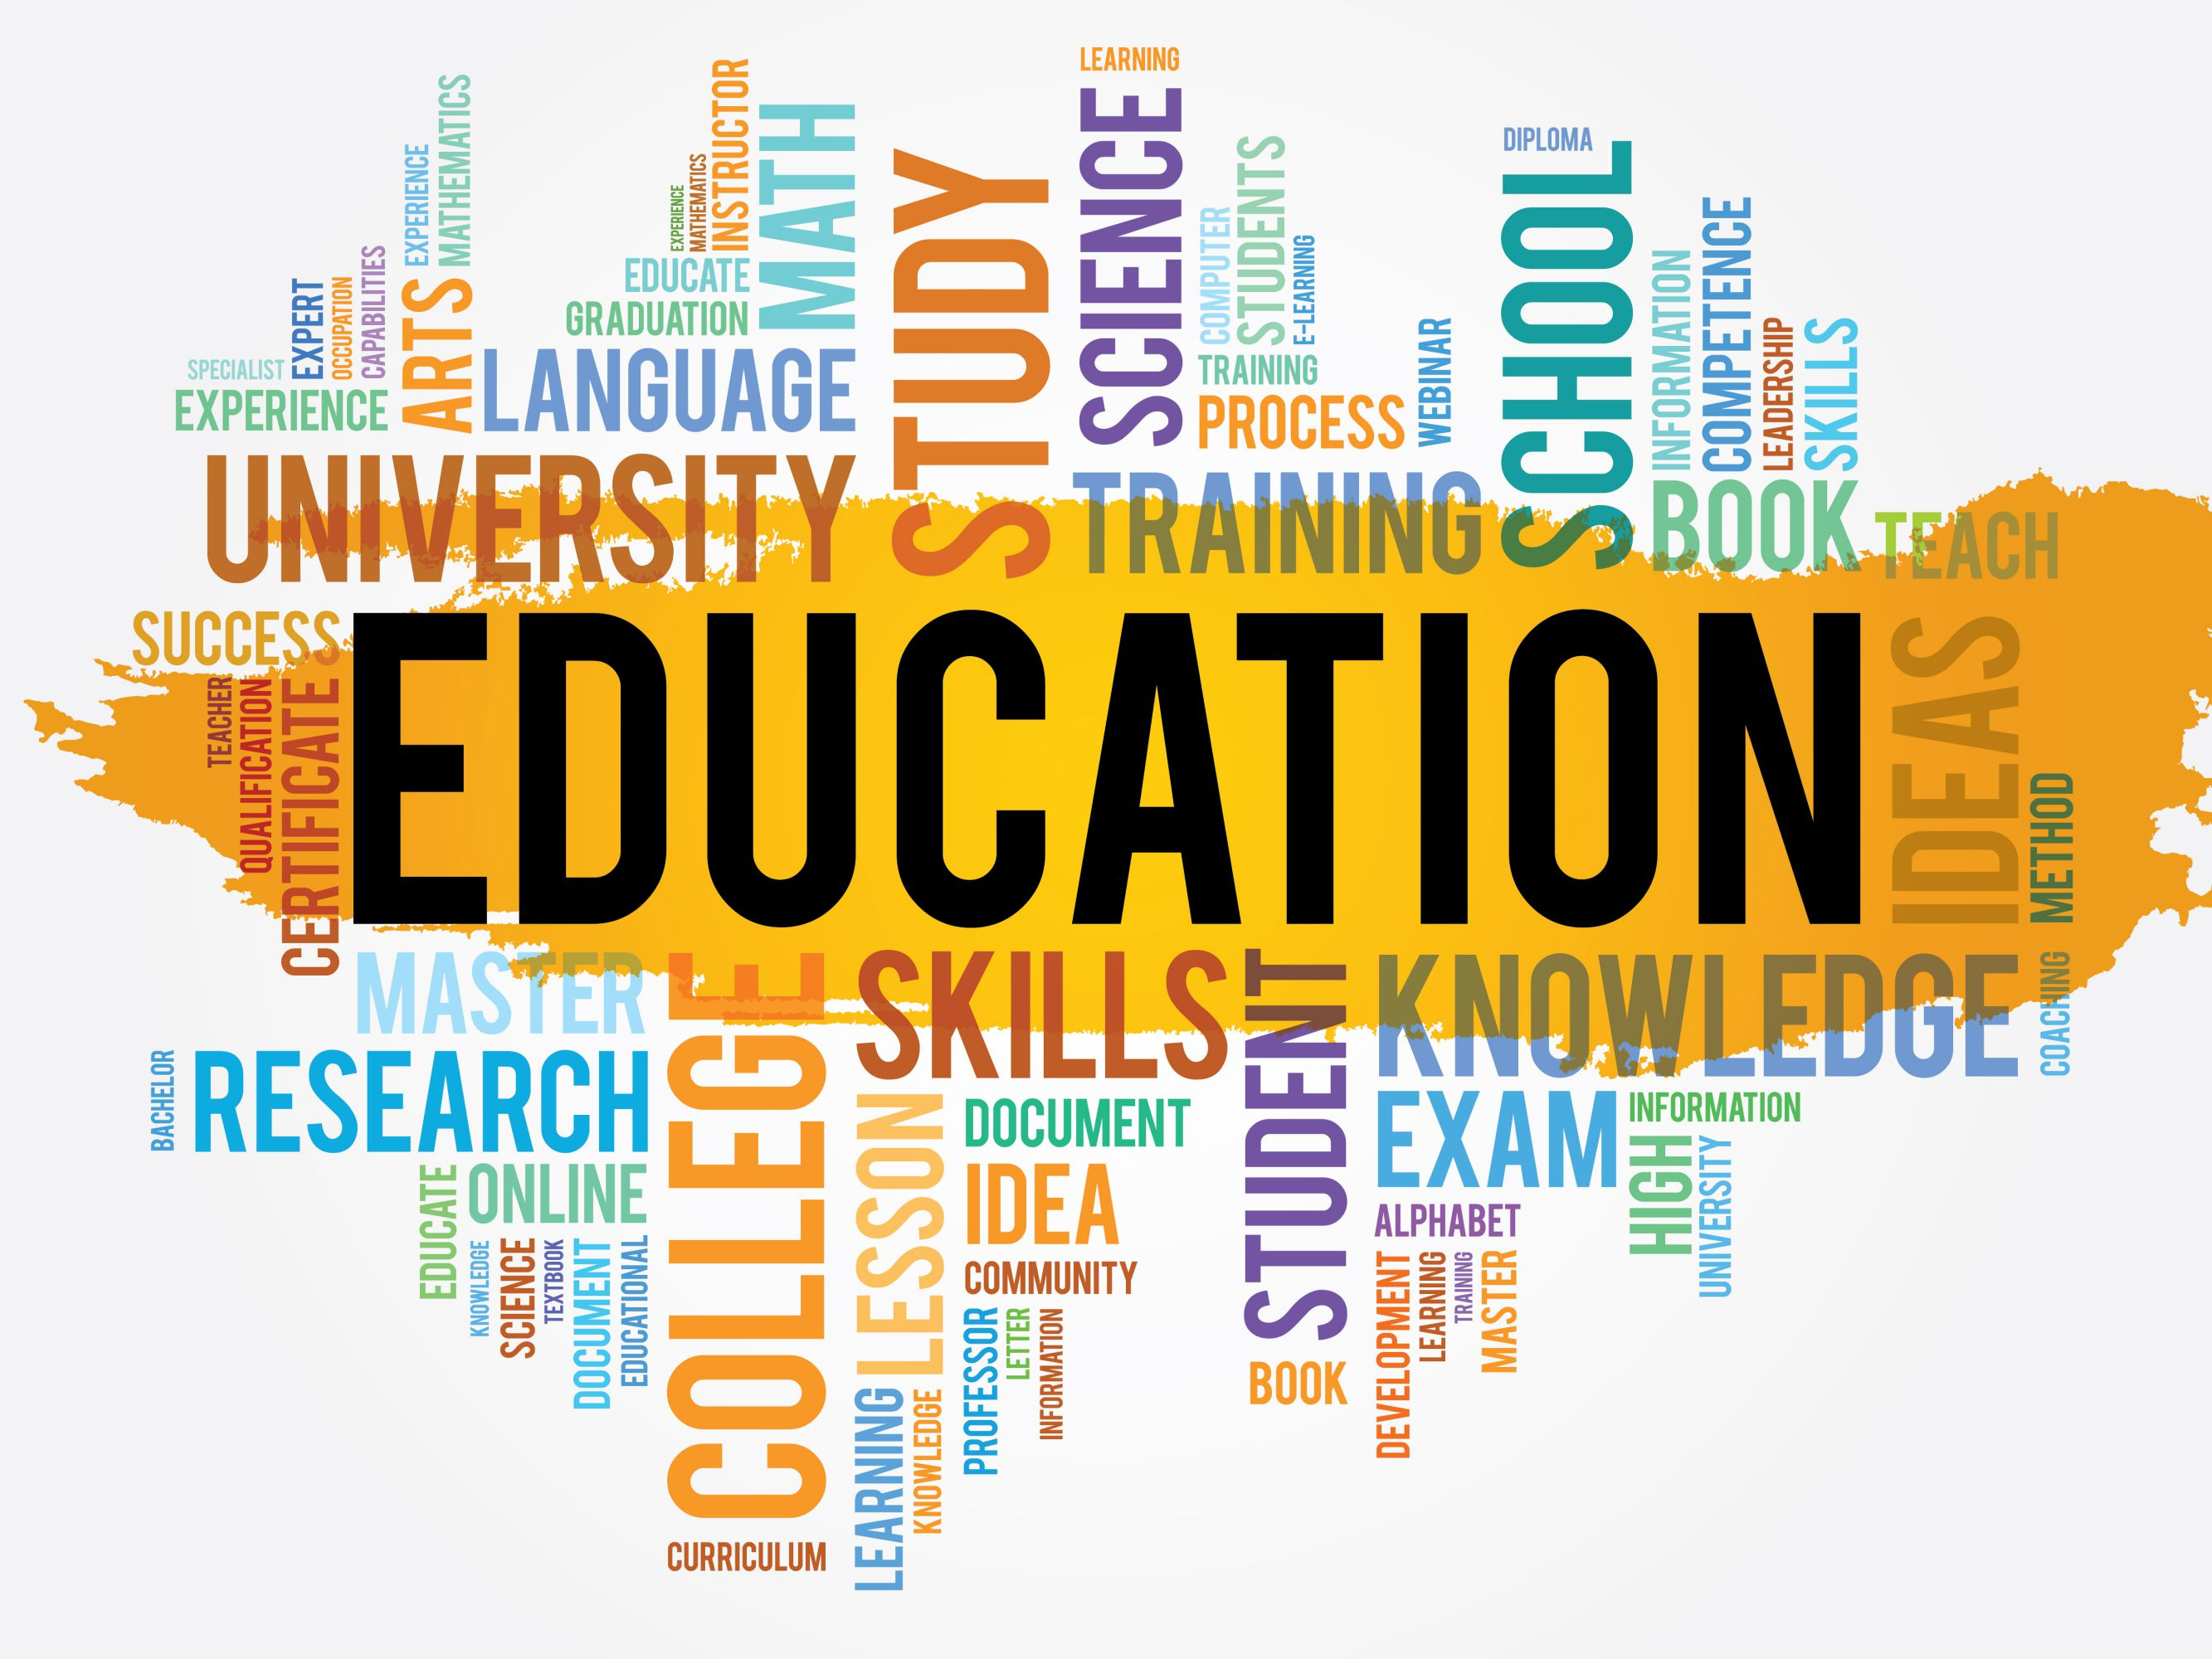 LEARNING
SCIENCE
MATHEMATICS
EXPERIENCE
EXPERIENCE
MATHEMATICS
INSTRUCTOR
MATH
STUDY
COMPUTER
STUDENTS
E-LEARNING
DIPLOMA
SCHOOL
INFORMATION
COMPETENCE
LEADERSHIP
SKILLS
EDUCATE
GRADUATION
SPECIALIST
EXPERT
OCCUPATION
CAPABILITIES
ARTS
EXPERIENCE
LANGUAGE
TRAINING
PROCESS
WEBINAR
UNIVERSITY
TRAINING
BOOK
TEACH
SUCCESS
TEACHER
QUALIFICATION
CERTIFICATE
EDUCATION
IDEAS
METHOD
MASTER
COLLEGE
SKILLS
STUDENT
KNOWLEDGE
COACHING
BACHELOR
RESEARCH
LESSON
DOCUMENT
EXAM
INFORMATION
HIGH
UNIVERSITY
EDUCATE
ONLINE
IDEA
ALPHABET
KNOWLEDGE
SCIENCE
TEXTBOOK
DOCUMENT
EDUCATIONAL
COMMUNITY
PROFESSOR
LETTER
INFORMATION
DEVELOPMENT
LEARNING
TRAINING
MASTER
BOOK
LEARNING
KNOWLEDGE
CURRICULUM